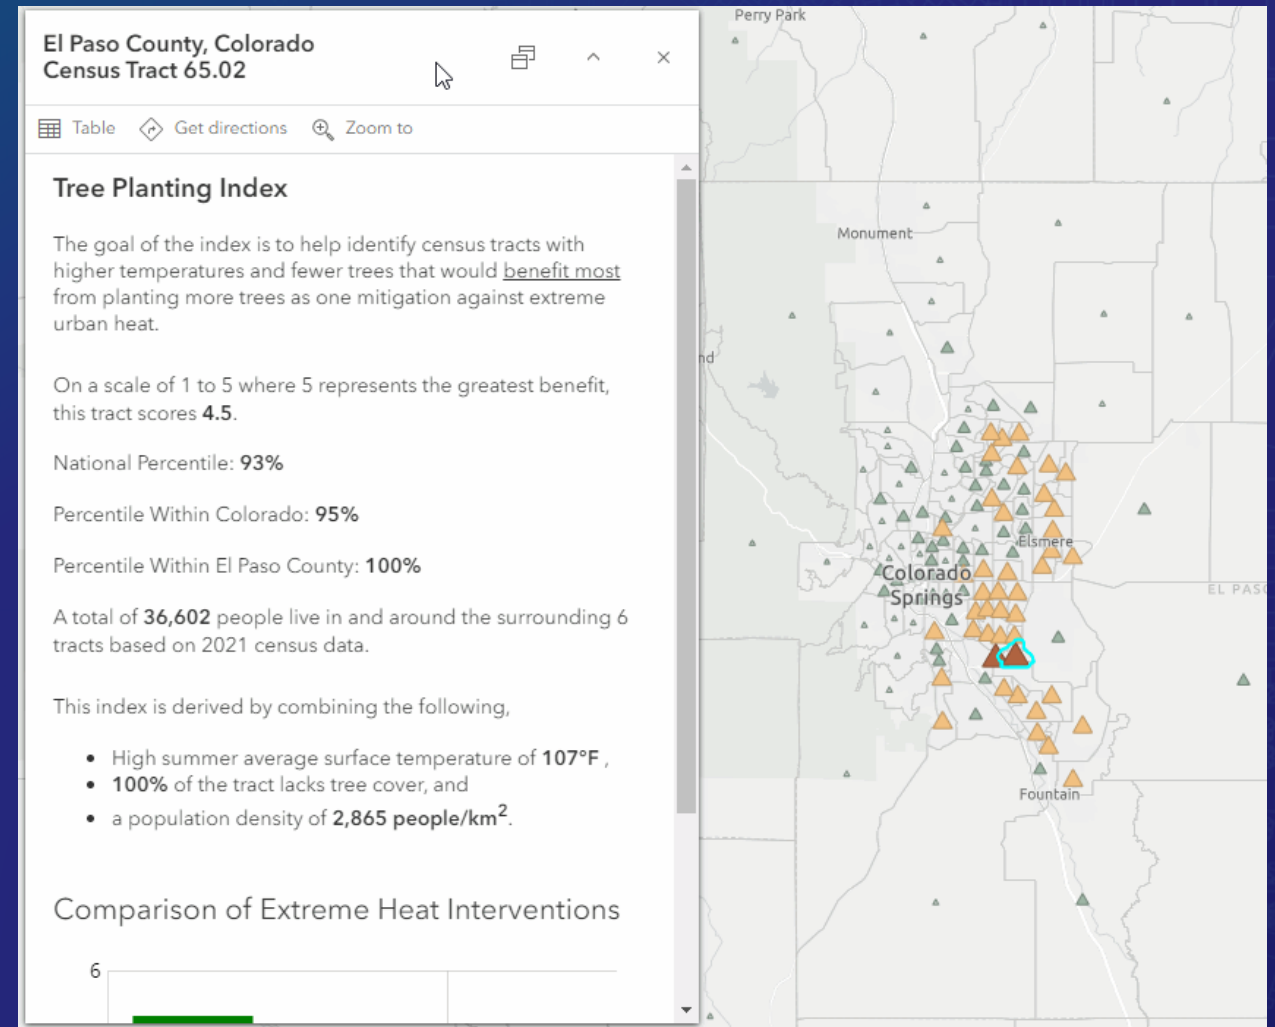 El Paso County, Colorado
Census Tract 65.02
Table
Get directions
Zoom to
Tree Planting Index
The goal of the index is to help identify census tracts with
higher temperatures and fewer trees that would benefit most
from planting more trees as one mitigation against extreme
urban heat.
On a scale of 1 to 5 where 5 represents the greatest benefit,
this tract scores 4.5.
National Percentile: 93%
Percentile Within Colorado: 95%
Percentile Within El Paso County: 100%
A total of 36,602 people live in and around the surrounding 6
tracts based on 2021 census data.
This index is derived by combining the following,
• High summer average surface temperature of 107°F ,
• 100% of the tract lacks tree cover, and
• a population density of 2,865 people/km².
Comparison of Extreme Heat Interventions
6
Perry Park
Monument
nd
Elsmere
Colorado
Springs
EL PASO
Fountain